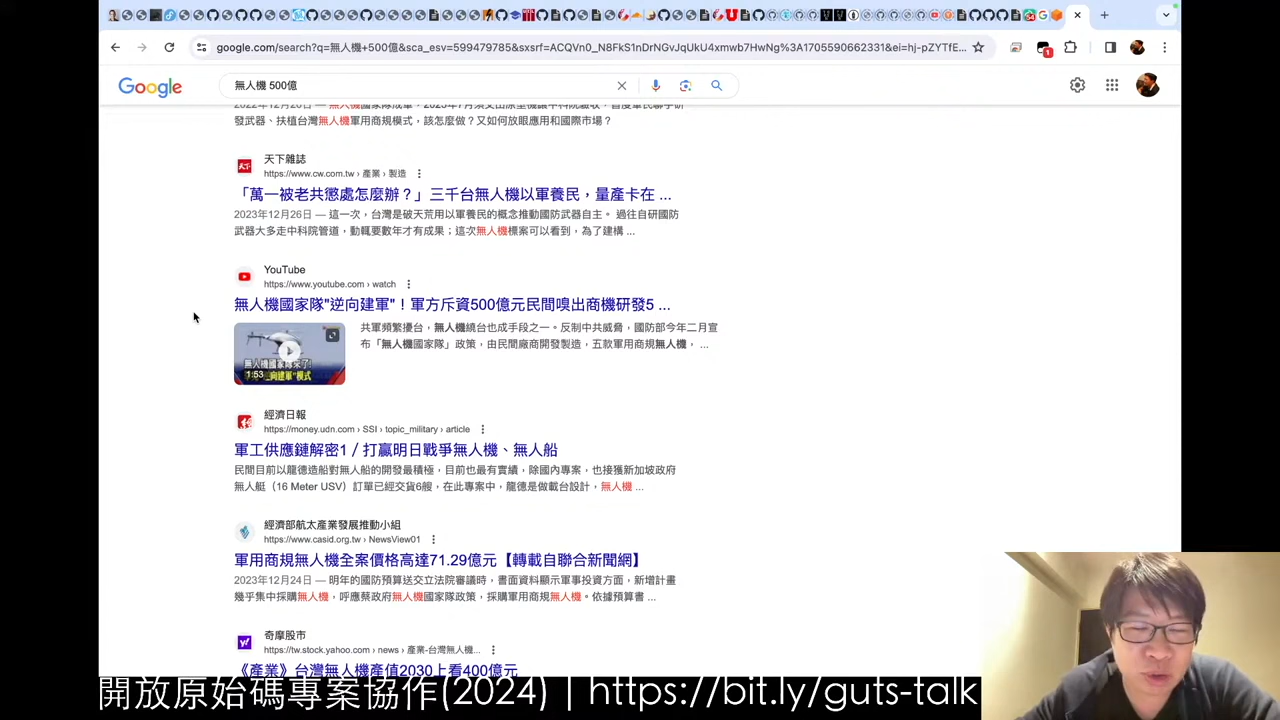 google.com/search?q=無人機+500億&sca_esv=599479785&sxsrf=ACQVn0_N8FkS1nDrNGvJqUkU4xmwb7HwNg%3A1705590662331&ei=hj-pZYTfE...
Google
無人機 500億
發武器、扶植台灣無人機軍用商規模式，該怎麼做？又如何放眼應用和國際市場？
天下雜誌
https://www.cw.com.tw › 產業 › 製造
「萬一被老共懲處怎麼辦？」三千台無人機以軍養民，量產卡在 ...
2023年12月26日 — 這一次，台灣是破天荒用以軍養民的概念推動國防武器自主。 過往自研國防
武器大多走中科院管道，動輒要數年才有成果；這次無人機標案可以看到，為了建構 ...
YouTube
https://www.youtube.com › watch
無人機國家隊"逆向建軍"！軍方斥資500億元民間嗅出商機研發5 ...
共軍頻繁擾台，無人機繞台也成手段之一。反制中共威脅，國防部今年二月宣
布「無人機國家隊」政策，由民間廠商開發製造，五款軍用商規無人機， ...
無人機國家隊來了!
1:53
"逆向建軍"模式
經濟日報
https://money.udn.com › SSI › topic_military › article
軍工供應鏈解密1／打贏明日戰爭無人機、無人船
民間目前以龍德造船對無人船的開發最積極，目前也最有實績，除國內專案，也接獲新加坡政府
無人艇（16 Meter USV）訂單已經交貨6艘，在此專案中，龍德是做載台設計，無人機 ...
經濟部航太產業發展推動小組
https://www.casid.org.tw › NewsView01
軍用商規無人機全案價格高達71.29億元【轉載自聯合新聞網】
2023年12月24日 — 明年的國防預算送交立法院審議時，書面資料顯示軍事投資方面，新增計畫
幾乎集中採購無人機，呼應蔡政府無人機國家隊政策，採購軍用商規無人機。依據預算書 ...
奇摩股市
https://tw.stock.yahoo.com › news › 產業-台灣無人機...
《產業》台灣無人機產值2030上看400億元
開放原始碼專案協作(2024) | https://bit.ly/guts-talk